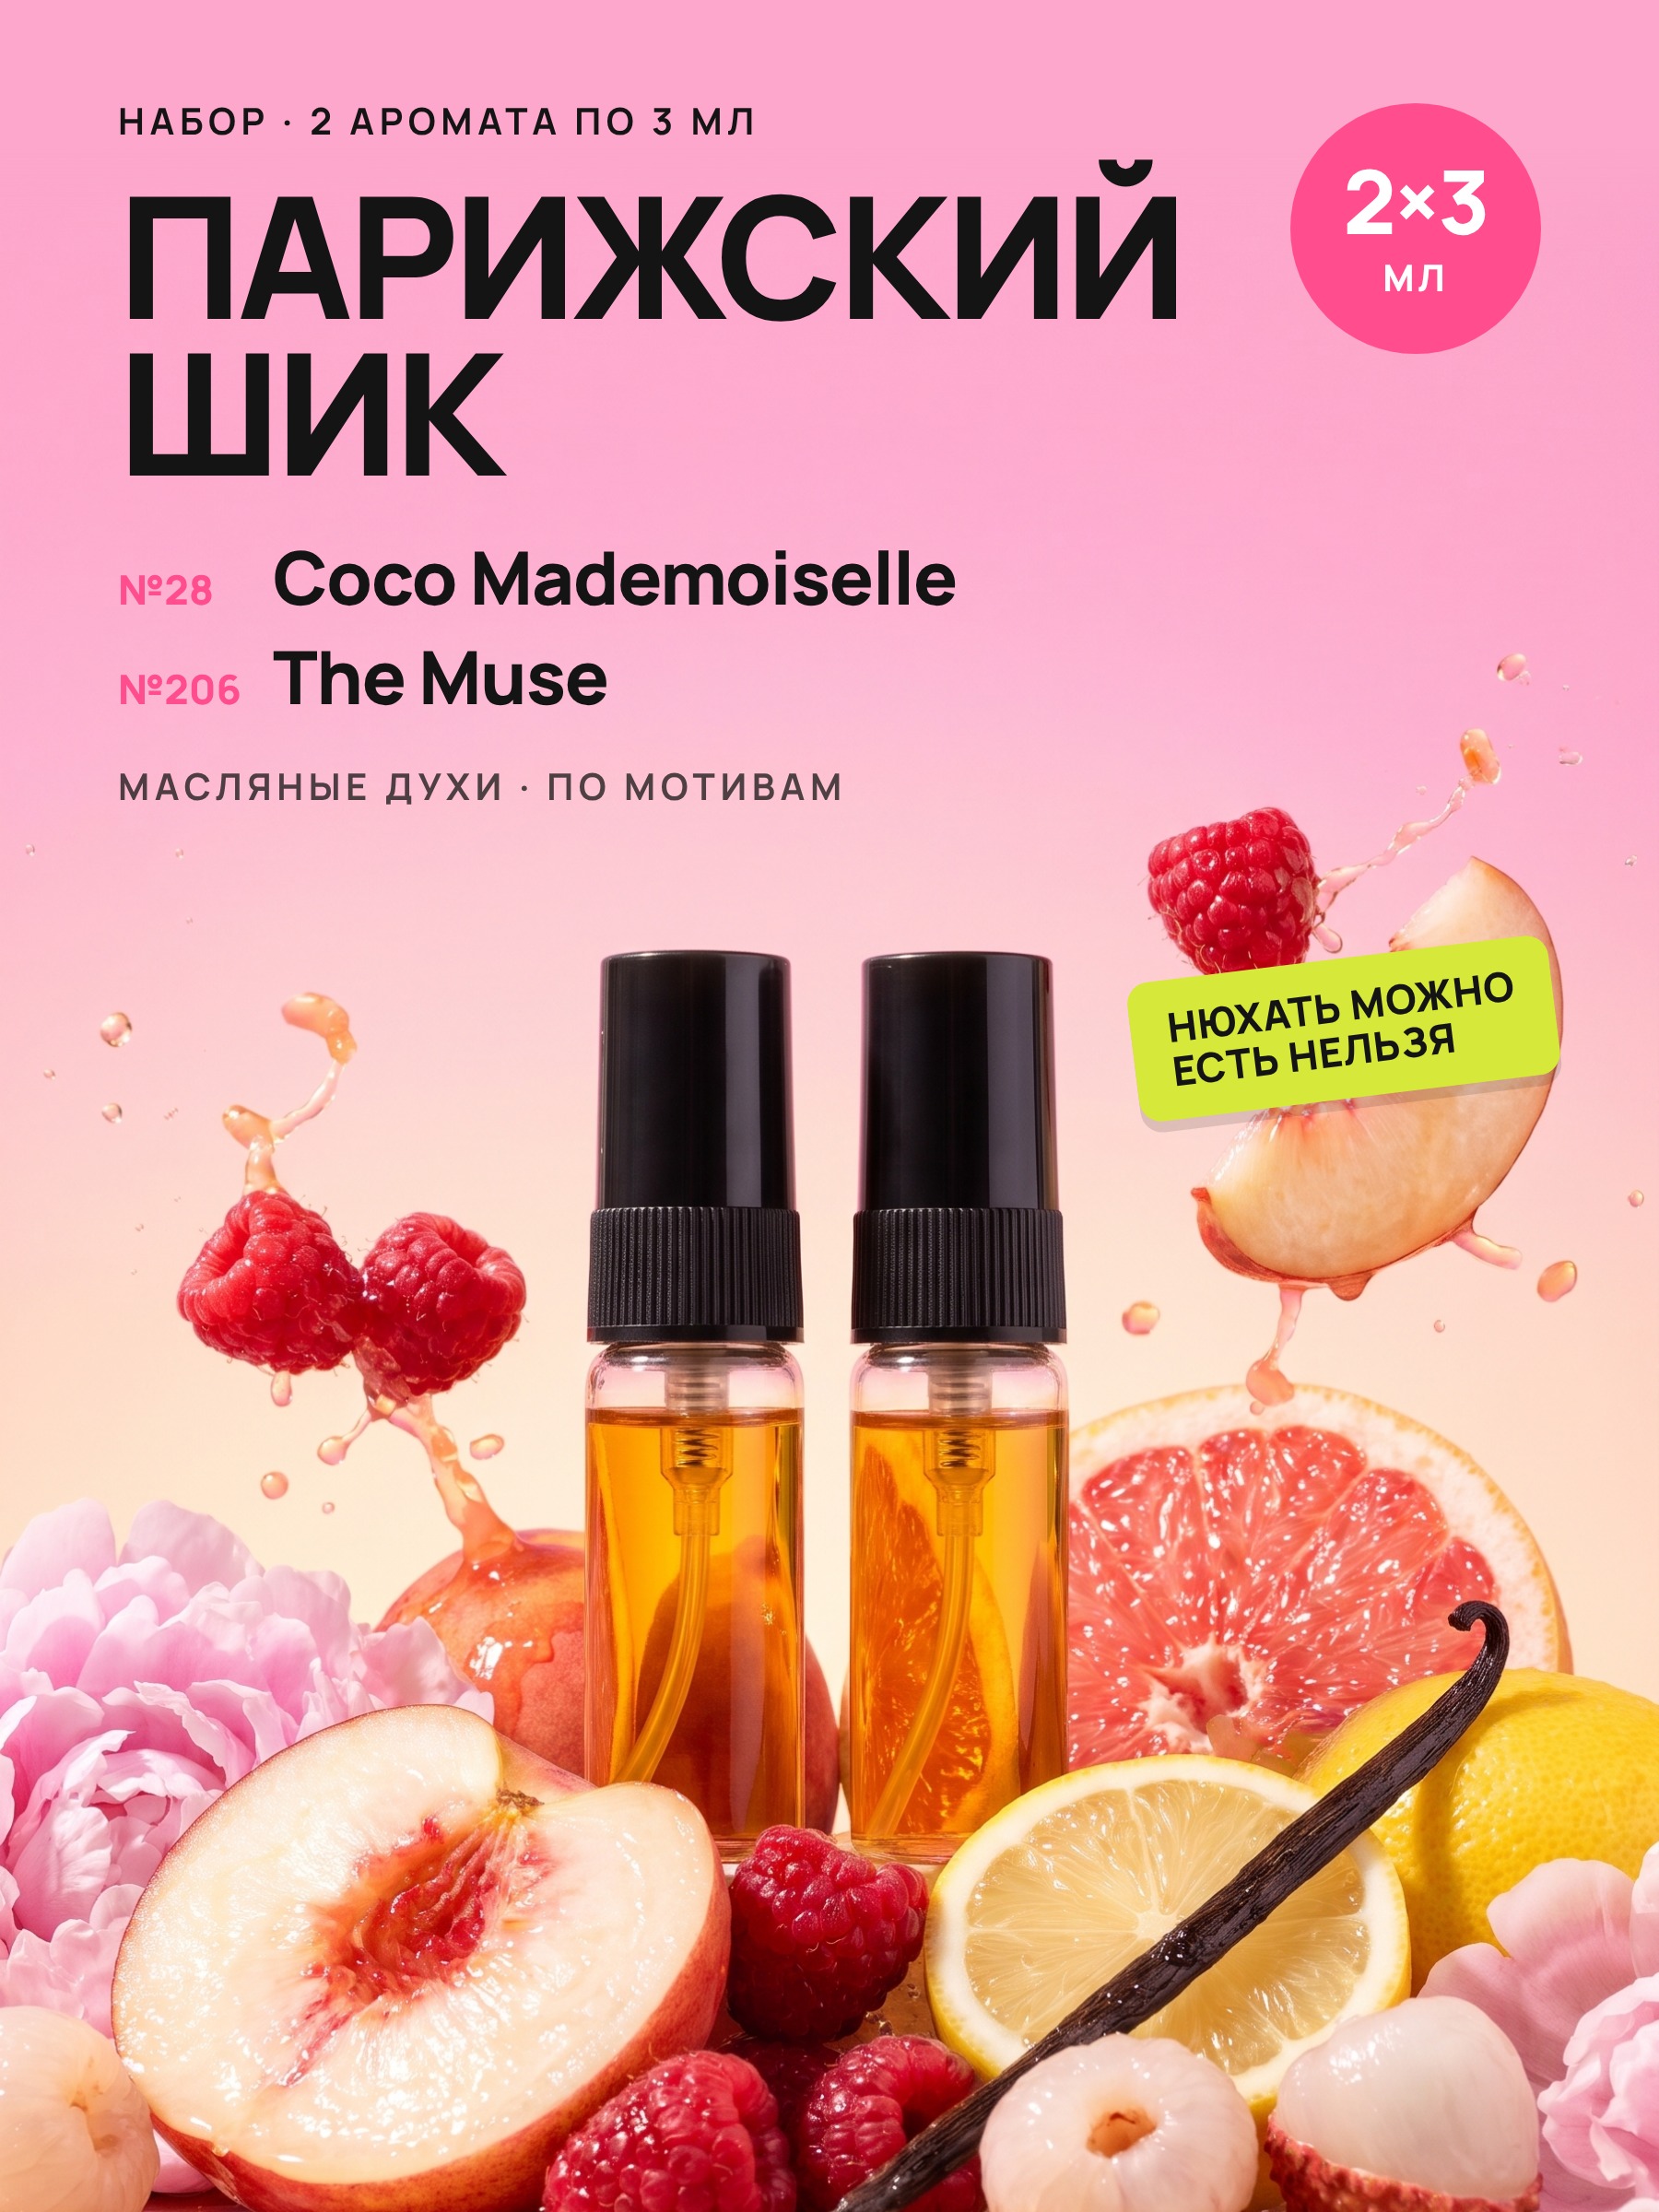 НАБОР · 2 АРОМАТА ПО 3 МЛ
ПАРИЖСКИЙ
ШИК
2×3
МЛ
№28 Coco Mademoiselle
№206 The Muse
МАСЛЯНЫЕ ДУХИ · ПО МОТИВАМ
НЮХАТЬ МОЖНО
ЕСТЬ НЕЛЬЗЯ